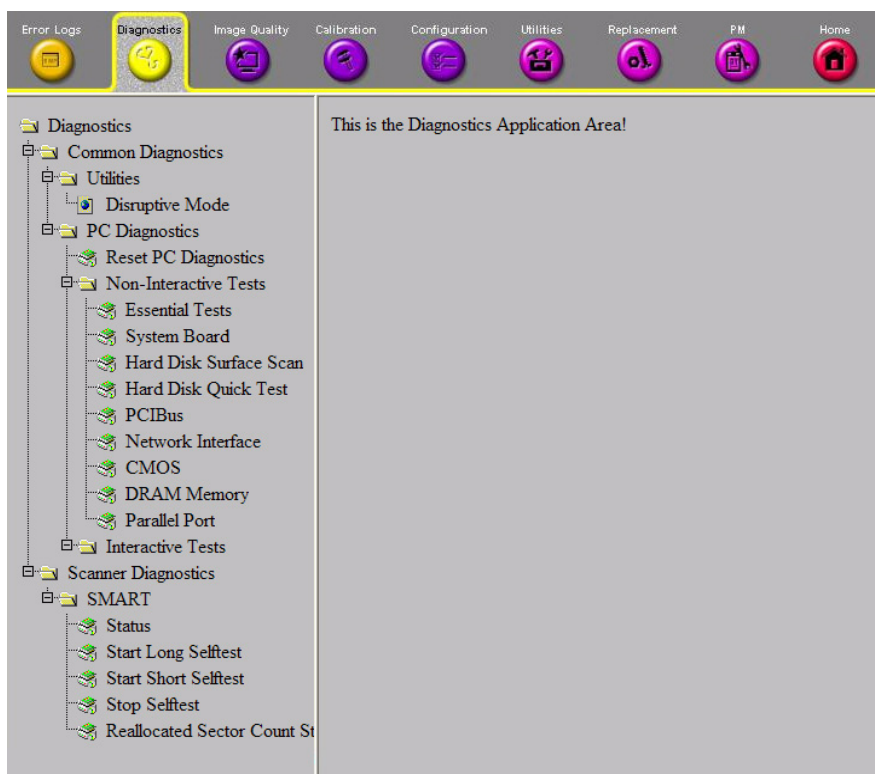 Error Logs
Diagnostics
Image Quality
Calibration
Configuration
Utilities
Replacement
PM
Home
Diagnostics
Common Diagnostics
Utilities
Disruptive Mode
PC Diagnostics
Reset PC Diagnostics
Non-Interactive Tests
Essential Tests
System Board
Hard Disk Surface Scan
Hard Disk Quick Test
PCIBus
Network Interface
CMOS
DRAM Memory
Parallel Port
Interactive Tests
Scanner Diagnostics
SMART
Status
Start Long Selftest
Start Short Selftest
Stop Selftest
Reallocated Sector Count St
This is the Diagnostics Application Area!